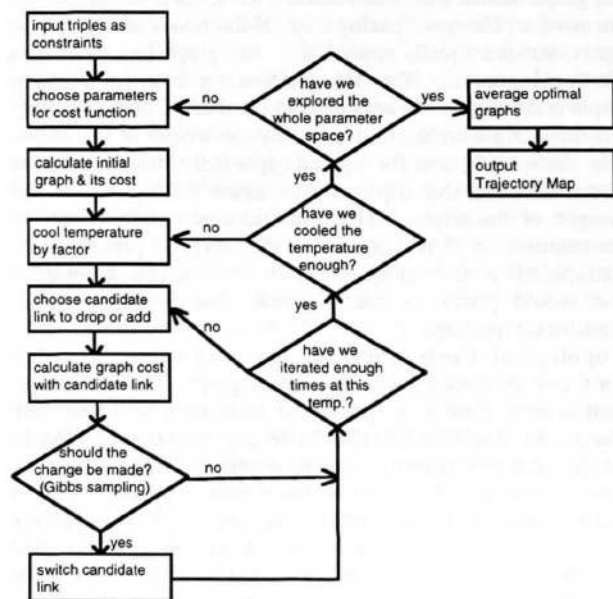 input triples as
constraints
choose parameters
for cost function
calculate initial
graph & its cost
cool temperature
by factor
choose candidate
link to drop or add
calculate graph cost
with candidate link
should the
change be made?
(Gibbs sampling)
no
yes
switch candidate
link
have we
iterated enough
times at this
temp.?
no
yes
have we
cooled the
temperature
enough?
no
yes
have we
explored the
whole parameter
space?
no
yes
average optimal
graphs
output
Trajectory Map